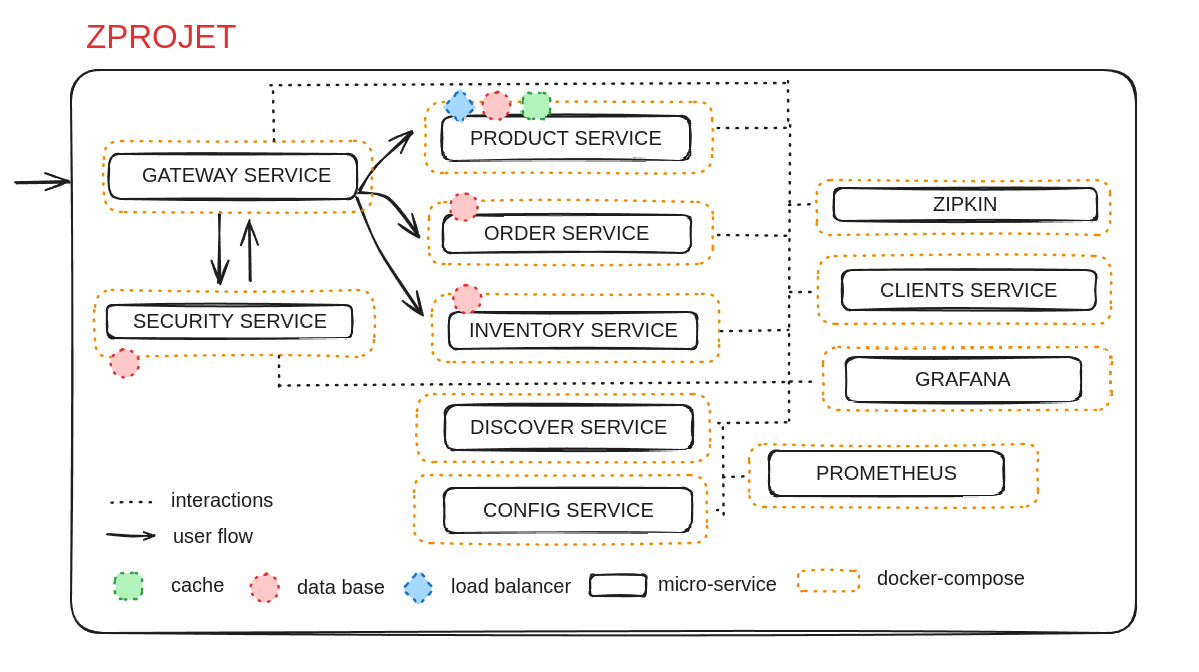 ZPROJET
GATEWAY SERVICE
SECURITY SERVICE
PRODUCT SERVICE
ORDER SERVICE
INVENTORY SERVICE
DISCOVER SERVICE
CONFIG SERVICE
ZIPKIN
CLIENTS SERVICE
GRAFANA
PROMETHEUS
interactions
user flow
cache
data base
load balancer
micro-service
docker-compose